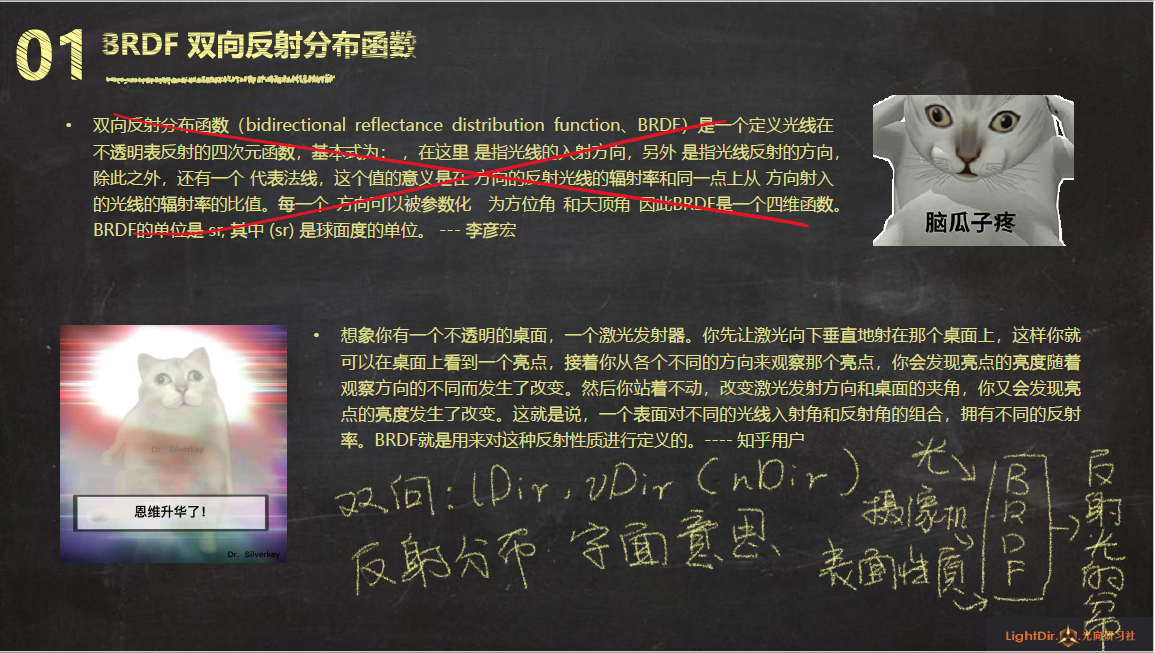 01 BRDF 双向反射分布函数
• 双向反射分布函数（bidirectional reflectance distribution function、BRDF）是一个定义光线在
不透明表反射的四次元函数，基本式为：，在这里 是指光线的入射方向，另外 是指光线反射的方向，
除此之外，还有一个 代表法线，这个值的意义是在 方向的反射光线的辐射率和同一点上从 方向射入
的光线的辐射率的比值。每一个 方向可以被参数化 为方位角 和天顶角 因此BRDF是一个四维函数。
BRDF的单位是 sr, 其中 (sr) 是球面度的单位。 --- 李彦宏
脑瓜子疼
• 想象你有一个不透明的桌面，一个激光发射器。你先让激光向下垂直地射在那个桌面上，这样你就
可以在桌面上看到一个亮点，接着你从各个不同的方向来观察那个亮点，你会发现亮点的亮度随着
观察方向的不同而发生了改变。然后你站着不动，改变激光发射方向和桌面的夹角，你又会发现亮
点的亮度发生了改变。这就是说，一个表面对不同的光线入射角和反射角的组合，拥有不同的反射
率。BRDF就是用来对这种反射性质进行定义的。---- 知乎用户
Dr. Silverkey
恩维升华了！
Dr. Silverkey
双向：lDir，vDir（nDir）
反射分布：字面意思、
光
摄像机
表面性质
BRDF
反射光的分布
LightDir. 光向研习社